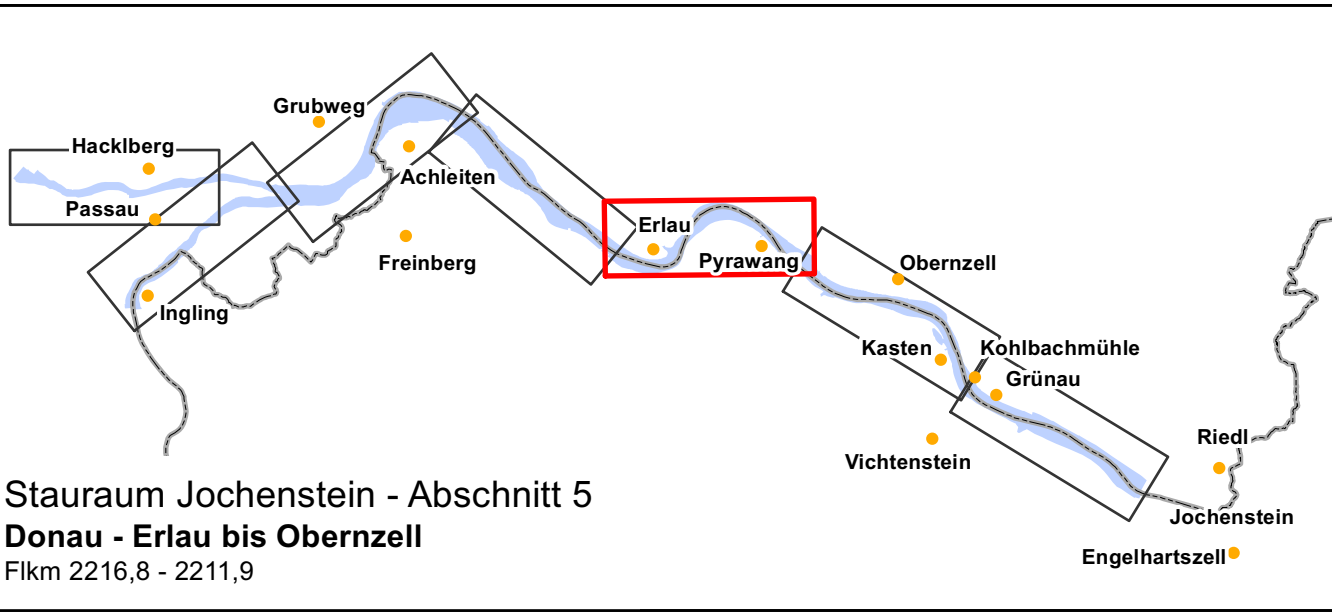 Grubweg
Hacklberg
Achleiten
Passau
Erlau
Freinberg
Pyrawang
Obernzell
Ingling
Kasten
Kohlbachmühle
Grünau
Riedl
Vichtenstein
Stauraum Jochenstein - Abschnitt 5
Jochenstein
Donau - Erlau bis Obernzell
Engelhartszell
Flkm 2216,8 - 2211,9